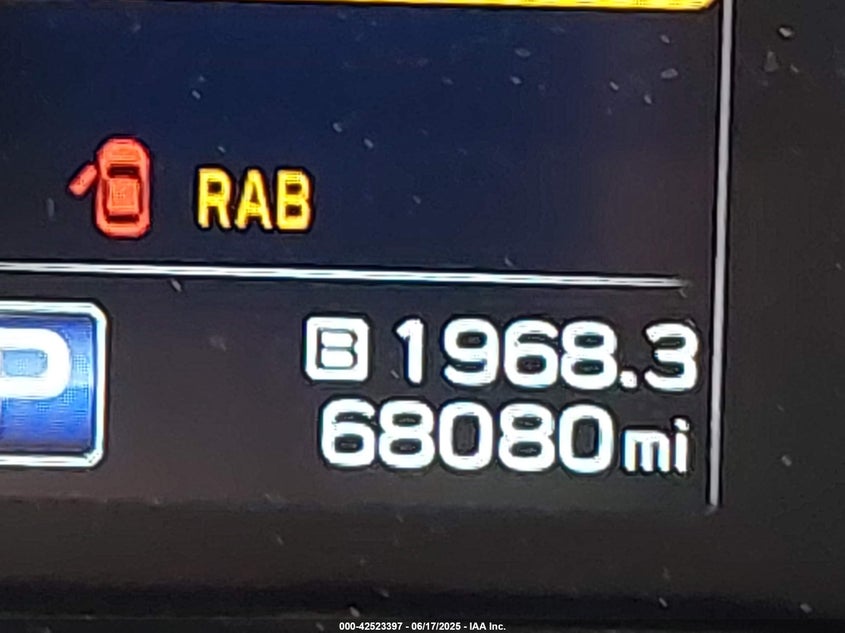 RAB
P
B 1968.3
68080 mi
000-42523397 - 06/17/2025 - IAA Inc.